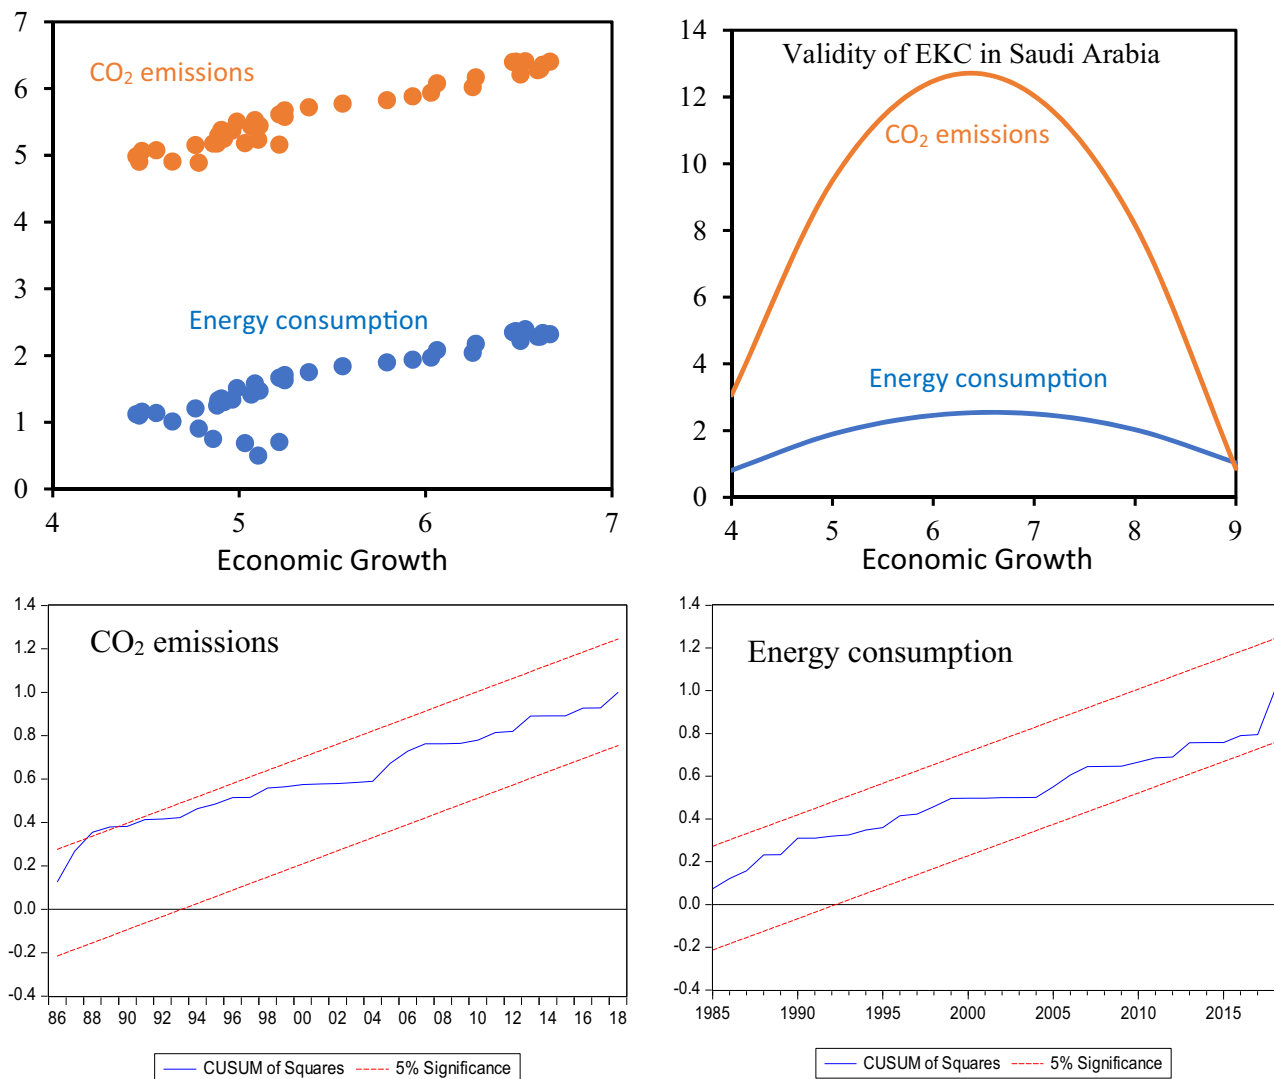 7
6
5
4
3
2
1
0
CO₂ emissions
Energy consumption
4 5 6 7
Economic Growth
14
12
10
8
6
4
2
0
Validity of EKC in Saudi Arabia
CO₂ emissions
Energy consumption
4 5 6 7 8 9
Economic Growth
1.4
1.2
1.0
0.8
0.6
0.4
0.2
0.0
-0.2
-0.4
CO₂ emissions
86 88 90 92 94 96 98 00 02 04 06 08 10 12 14 16 18
CUSUM of Squares 5% Significance
1.4
1.2
1.0
0.8
0.6
0.4
0.2
0.0
-0.2
-0.4
Energy consumption
1985 1990 1995 2000 2005 2010 2015
CUSUM of Squares 5% Significance